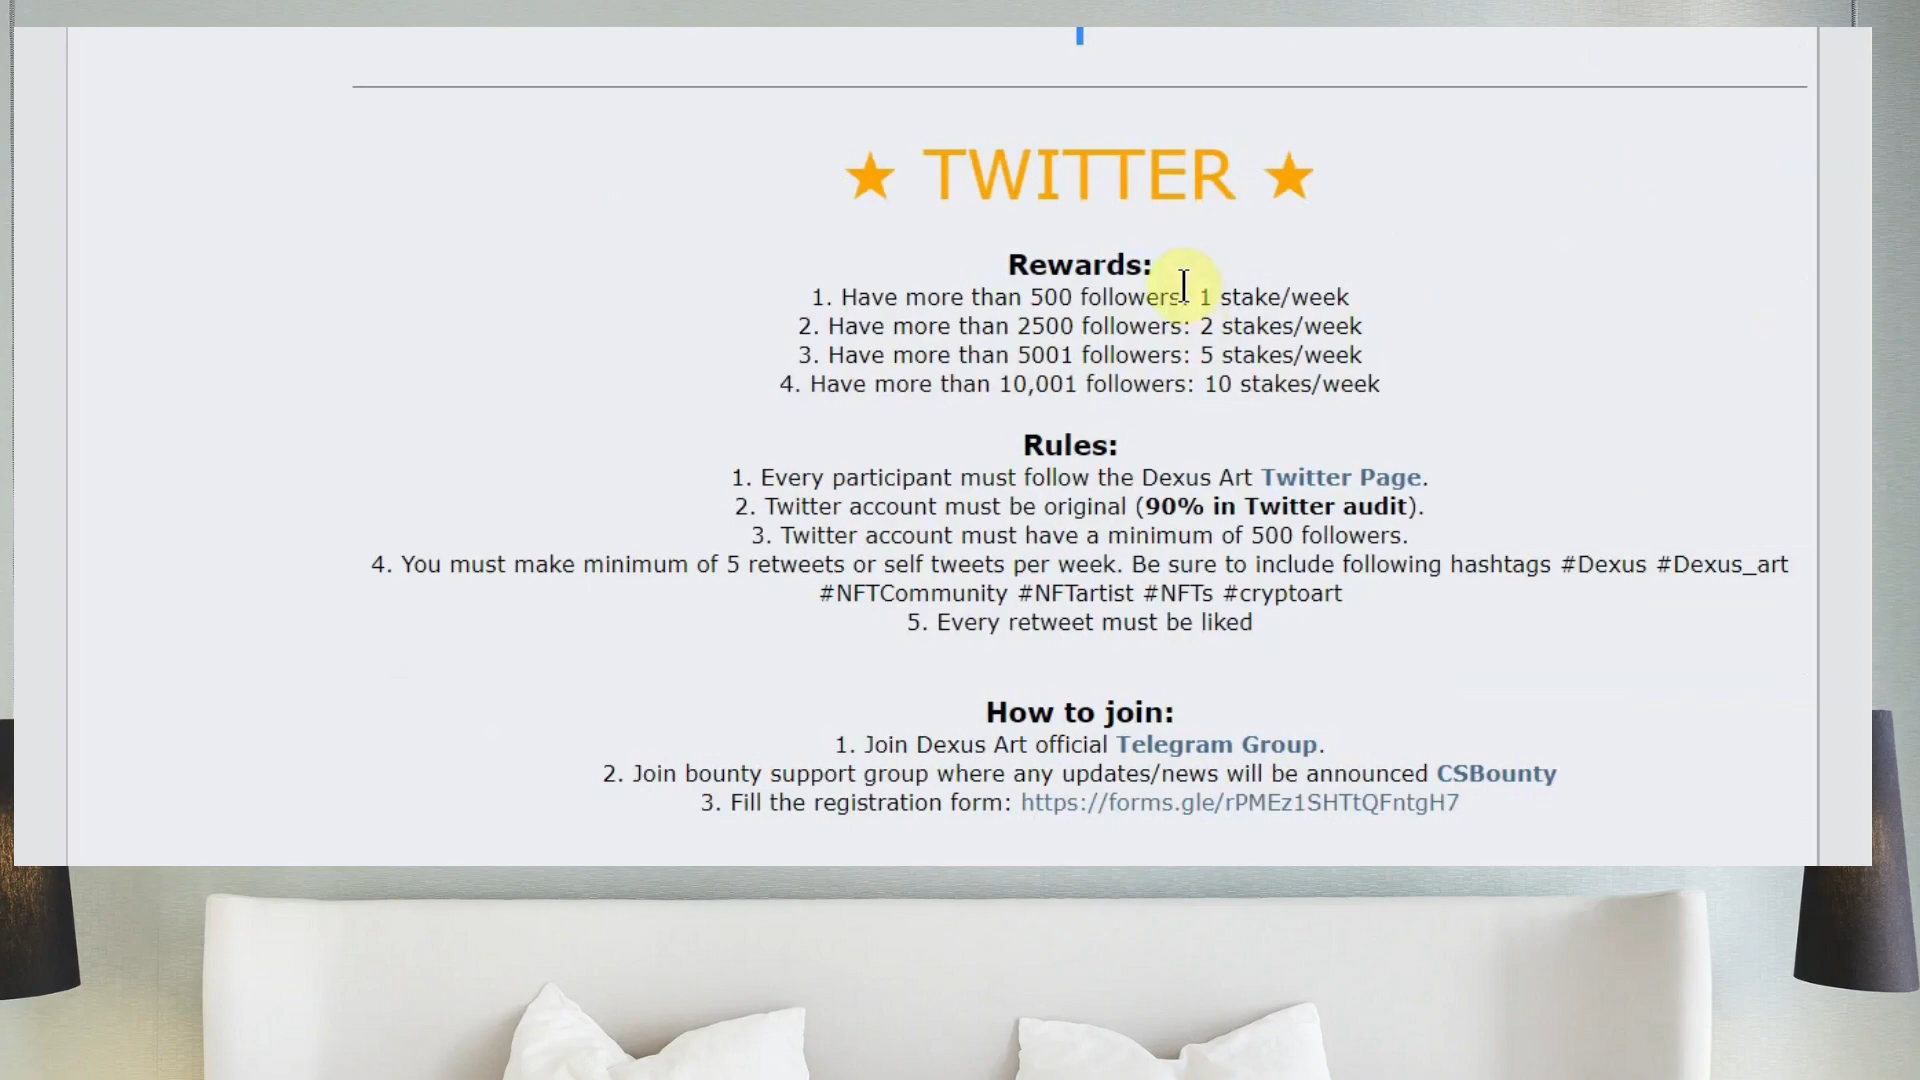 ★ TWITTER ★
Rewards:
1. Have more than 500 followers: 1 stake/week
2. Have more than 2500 followers: 2 stakes/week
3. Have more than 5001 followers: 5 stakes/week
4. Have more than 10,001 followers: 10 stakes/week
Rules:
1. Every participant must follow the Dexus Art Twitter Page.
2. Twitter account must be original (90% in Twitter audit).
3. Twitter account must have a minimum of 500 followers.
4. You must make minimum of 5 retweets or self tweets per week. Be sure to include following hashtags #Dexus #Dexus_art
#NFTCommunity #NFTartist #NFTs #cryptoart
5. Every retweet must be liked
How to join:
1. Join Dexus Art official Telegram Group.
2. Join bounty support group where any updates/news will be announced CSBounty
3. Fill the registration form: https://forms.gle/rPMEz1SHTtQFntgH7